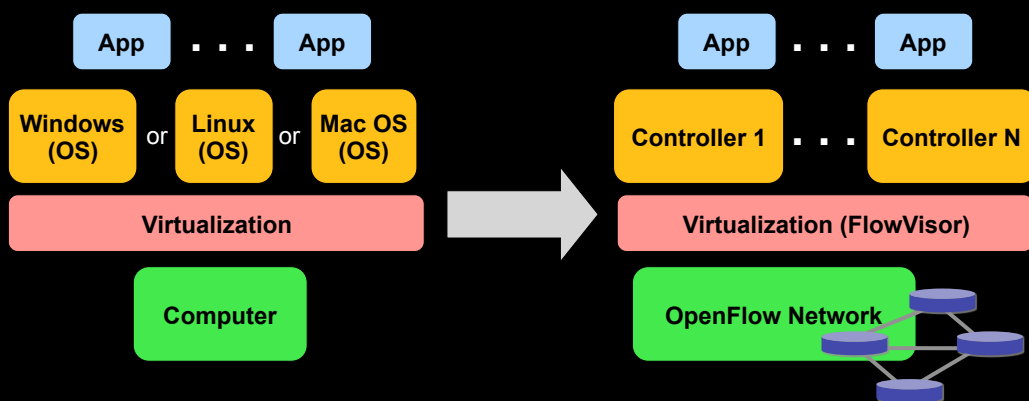 App . . . App
Windows
(OS)
or
Linux
(OS)
or
Mac OS
(OS)
Virtualization
Computer
App . . . App
Controller 1 . . . Controller N
Virtualization (FlowVisor)
OpenFlow Network